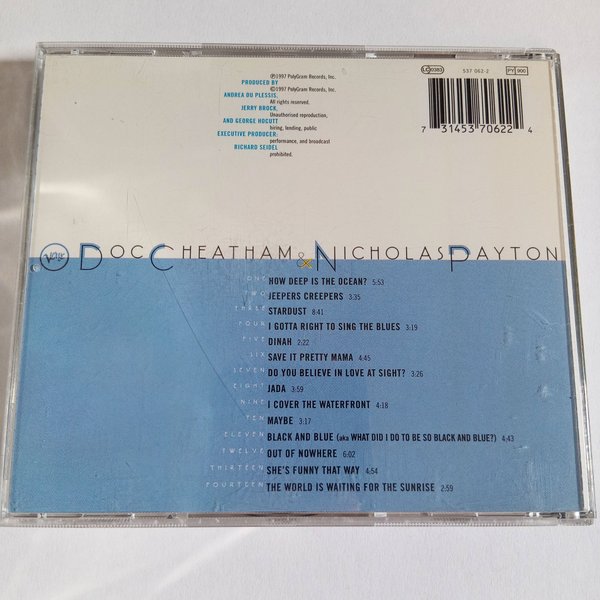 ℗1997 PolyGram Records, Inc.
PRODUCED BY
©1997 PolyGram Records, Inc.
ANDREA DU PLESSIS,
All rights reserved.
JERRY BROCK,
Unauthorised reproduction,
AND GEORGE HOCUTT
hiring, lending, public
EXECUTIVE PRODUCER:
performance, and broadcast
RICHARD SEIDEL
prohibited.
LC 0383 537 062-2 PY 900
7 31453 70622 4
Verve DOC CHEATHAM & NICHOLAS PAYTON
ONE HOW DEEP IS THE OCEAN? 5:53
TWO JEEPERS CREEPERS 3:35
THREE STARDUST 8:41
FOUR I GOTTA RIGHT TO SING THE BLUES 3:19
FIVE DINAH 2:22
SIX SAVE IT PRETTY MAMA 4:45
SEVEN DO YOU BELIEVE IN LOVE AT SIGHT? 3:26
EIGHT JADA 3:59
NINE I COVER THE WATERFRONT 4:18
TEN MAYBE 3:17
ELEVEN BLACK AND BLUE (aka WHAT DID I DO TO BE SO BLACK AND BLUE?) 4:43
TWELVE OUT OF NOWHERE 6:02
THIRTEEN SHE'S FUNNY THAT WAY 4:54
FOURTEEN THE WORLD IS WAITING FOR THE SUNRISE 2:59